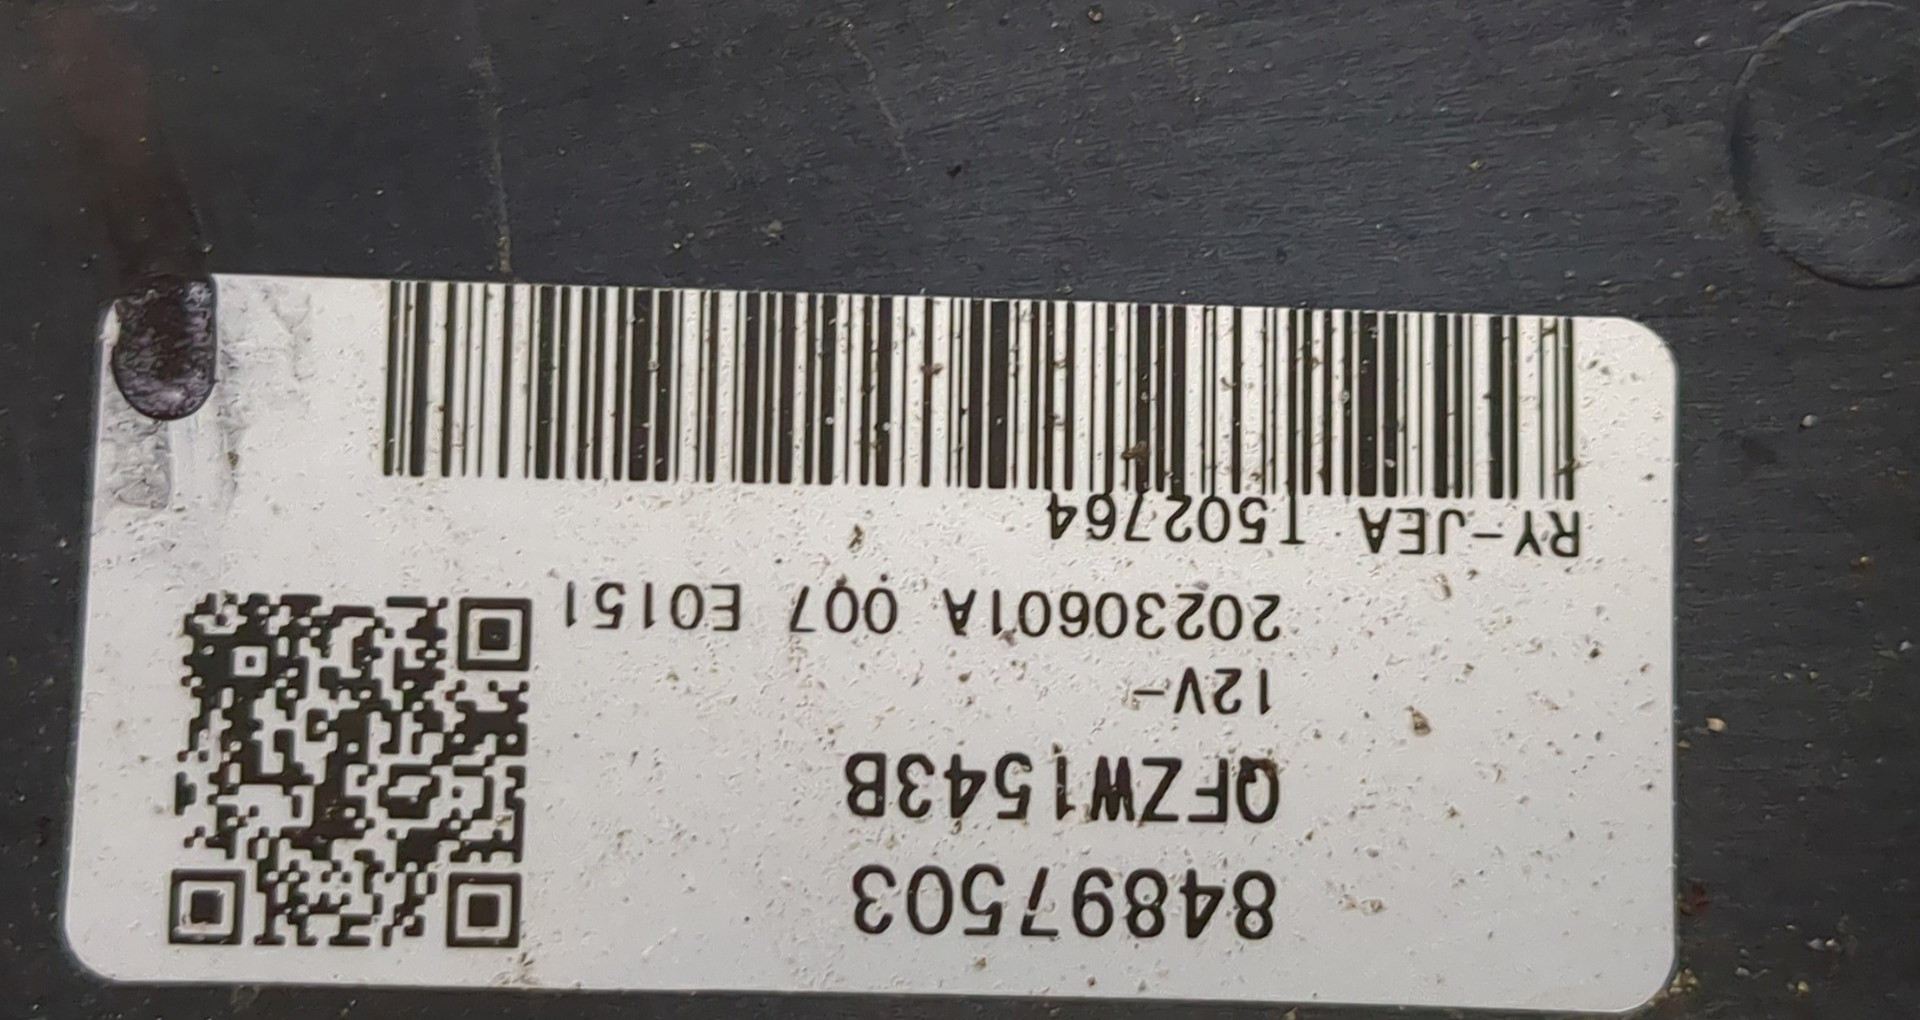 84897503
QFZW1543B
12V-
20230601A 007 E0151
RY-JEA T502764